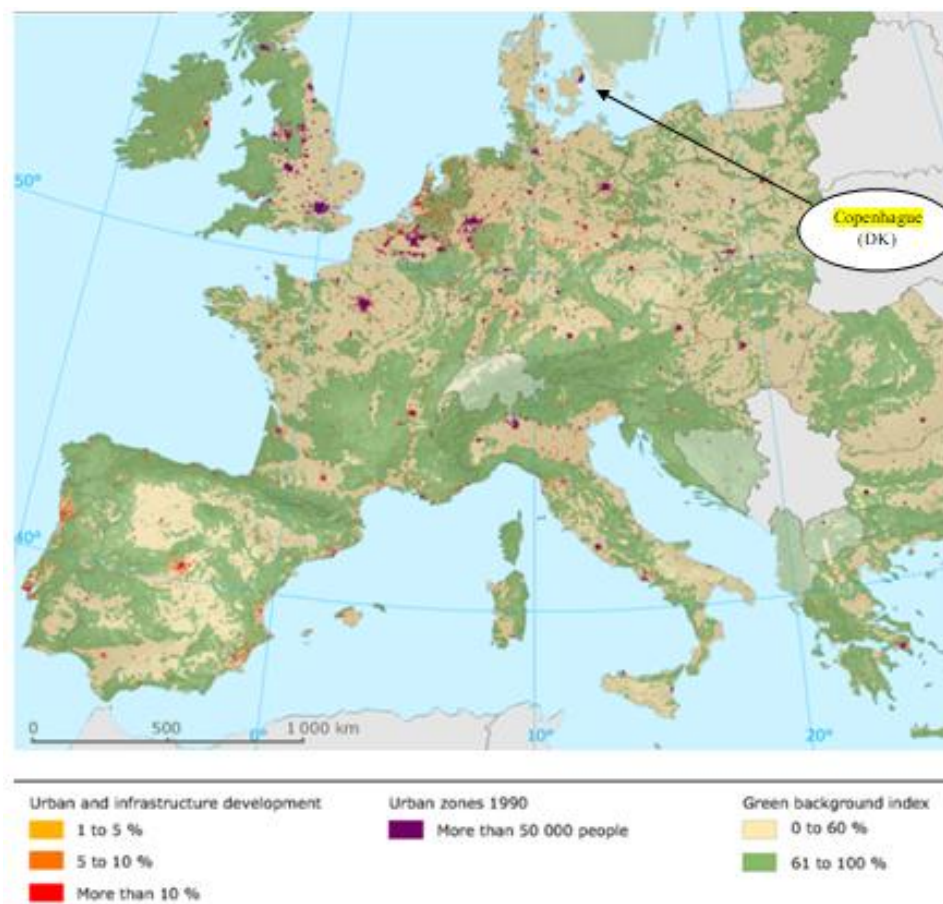 50°
Copenhague
(DK)
40°
0 500 1 000 km
0° 10° 20°
Urban and infrastructure development
1 to 5 %
5 to 10 %
More than 10 %
Urban zones 1990
More than 50 000 people
Green background index
0 to 60 %
61 to 100 %